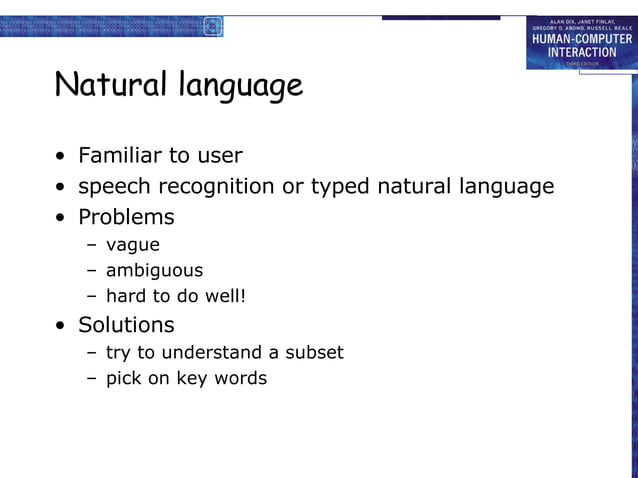 ALAN DIX, JANET FINLAY,
GREGORY D. ABOWD, RUSSELL BEALE
HUMAN-COMPUTER
INTERACTION
THIRD EDITION
Natural language
• Familiar to user
• speech recognition or typed natural language
• Problems
– vague
– ambiguous
– hard to do well!
• Solutions
– try to understand a subset
– pick on key words